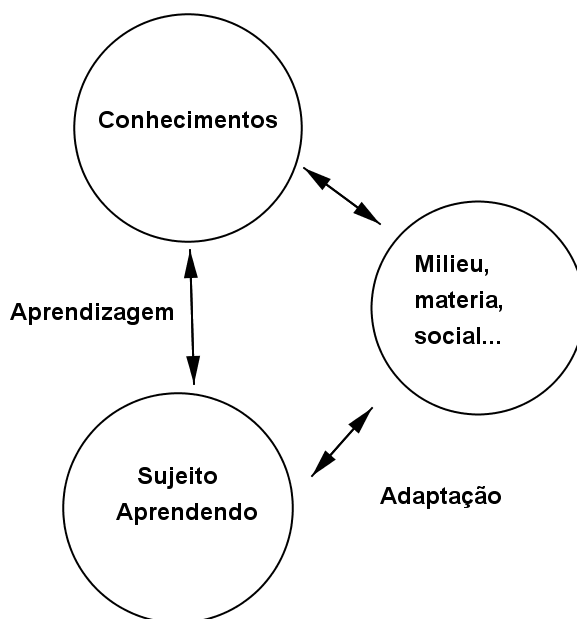 Conhecimentos
Milieu,
materia,
social...
Aprendizagem
Sujeito
Aprendendo
Adaptação